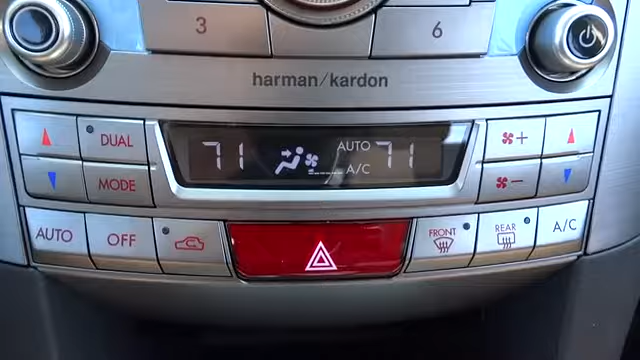 3
6
harman/kardon
DUAL
71
AUTO
A/C
71
MODE
AUTO
OFF
FRONT
REAR
A/C